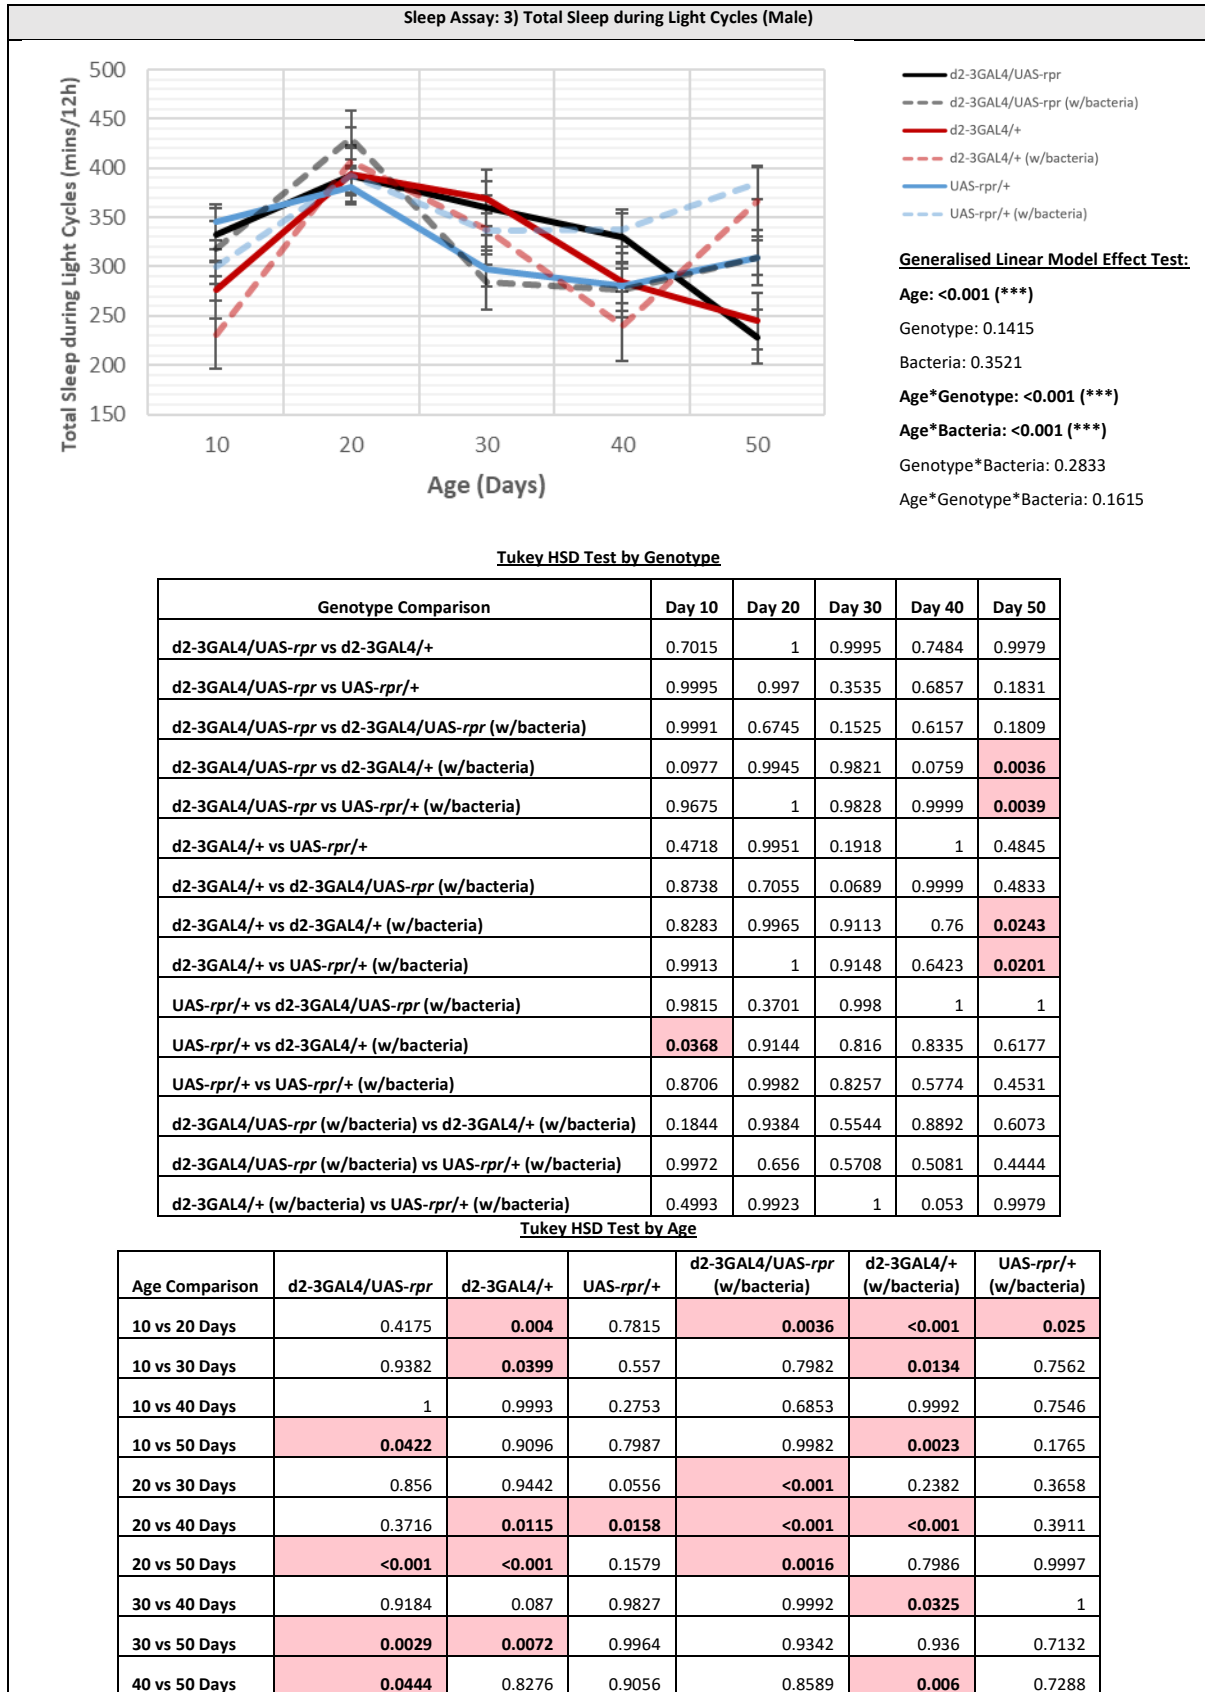 Sleep Assay: 3) Total Sleep during Light Cycles (Male)
Total Sleep during Light Cycles (mins/12h)
500
450
400
350
300
250
200
150
10 20 30 40 50
Age (Days)
d2-3GAL4/UAS-rpr
d2-3GAL4/UAS-rpr (w/bacteria)
d2-3GAL4/+
d2-3GAL4/+ (w/bacteria)
UAS-rpr/+
UAS-rpr/+ (w/bacteria)
Generalised Linear Model Effect Test:
Age: <0.001 (***)
Genotype: 0.1415
Bacteria: 0.3521
Age*Genotype: <0.001 (***)
Age*Bacteria: <0.001 (***)
Genotype*Bacteria: 0.2833
Age*Genotype*Bacteria: 0.1615
Tukey HSD Test by Genotype
Genotype Comparison Day 10 Day 20 Day 30 Day 40 Day 50
d2-3GAL4/UAS-rpr vs d2-3GAL4/+ 0.7015 1 0.9995 0.7484 0.9979
d2-3GAL4/UAS-rpr vs UAS-rpr/+ 0.9995 0.997 0.3535 0.6857 0.1831
d2-3GAL4/UAS-rpr vs d2-3GAL4/UAS-rpr (w/bacteria) 0.9991 0.6745 0.1525 0.6157 0.1809
d2-3GAL4/UAS-rpr vs d2-3GAL4/+ (w/bacteria) 0.0977 0.9945 0.9821 0.0759 0.0036
d2-3GAL4/UAS-rpr vs UAS-rpr/+ (w/bacteria) 0.9675 1 0.9828 0.9999 0.0039
d2-3GAL4/+ vs UAS-rpr/+ 0.4718 0.9951 0.1918 1 0.4845
d2-3GAL4/+ vs d2-3GAL4/UAS-rpr (w/bacteria) 0.8738 0.7055 0.0689 0.9999 0.4833
d2-3GAL4/+ vs d2-3GAL4/+ (w/bacteria) 0.8283 0.9965 0.9113 0.76 0.0243
d2-3GAL4/+ vs UAS-rpr/+ (w/bacteria) 0.9913 1 0.9148 0.6423 0.0201
UAS-rpr/+ vs d2-3GAL4/UAS-rpr (w/bacteria) 0.9815 0.3701 0.998 1 1
UAS-rpr/+ vs d2-3GAL4/+ (w/bacteria) 0.0368 0.9144 0.816 0.8335 0.6177
UAS-rpr/+ vs UAS-rpr/+ (w/bacteria) 0.8706 0.9982 0.8257 0.5774 0.4531
d2-3GAL4/UAS-rpr (w/bacteria) vs d2-3GAL4/+ (w/bacteria) 0.1844 0.9384 0.5544 0.8892 0.6073
d2-3GAL4/UAS-rpr (w/bacteria) vs UAS-rpr/+ (w/bacteria) 0.9972 0.656 0.5708 0.5081 0.4444
d2-3GAL4/+ (w/bacteria) vs UAS-rpr/+ (w/bacteria) 0.4993 0.9923 1 0.053 0.9979
Tukey HSD Test by Age
Age Comparison d2-3GAL4/UAS-rpr d2-3GAL4/+ UAS-rpr/+ d2-3GAL4/UAS-rpr (w/bacteria) d2-3GAL4/+ (w/bacteria) UAS-rpr/+ (w/bacteria)
10 vs 20 Days 0.4175 0.004 0.7815 0.0036 <0.001 0.025
10 vs 30 Days 0.9382 0.0399 0.557 0.7982 0.0134 0.7562
10 vs 40 Days 1 0.9993 0.2753 0.6853 0.9992 0.7546
10 vs 50 Days 0.0422 0.9096 0.7987 0.9982 0.0023 0.1765
20 vs 30 Days 0.856 0.9442 0.0556 <0.001 0.2382 0.3658
20 vs 40 Days 0.3716 0.0115 0.0158 <0.001 <0.001 0.3911
20 vs 50 Days <0.001 <0.001 0.1579 0.0016 0.7986 0.9997
30 vs 40 Days 0.9184 0.087 0.9827 0.9992 0.0325 1
30 vs 50 Days 0.0029 0.0072 0.9964 0.9342 0.936 0.7132
40 vs 50 Days 0.0444 0.8276 0.9056 0.8589 0.006 0.7288